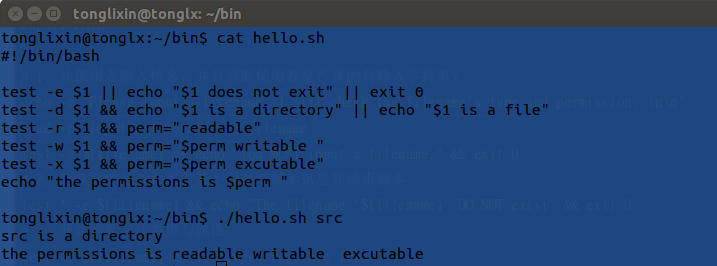 tonglixin@tonglx: ~/bin
tonglixin@tonglx:~/bin$ cat hello.sh
#!/bin/bash
test -e $1 || echo "$1 does not exit" || exit 0
test -d $1 && echo "$1 is a directory" || echo "$1 is a file"
test -r $1 && perm="readable"
test -w $1 && perm="$perm writable "
test -x $1 && perm="$perm excutable"
echo "the permissions is $perm "
tonglixin@tonglx:~/bin$ ./hello.sh src
src is a directory
the permissions is readable writable  excutable